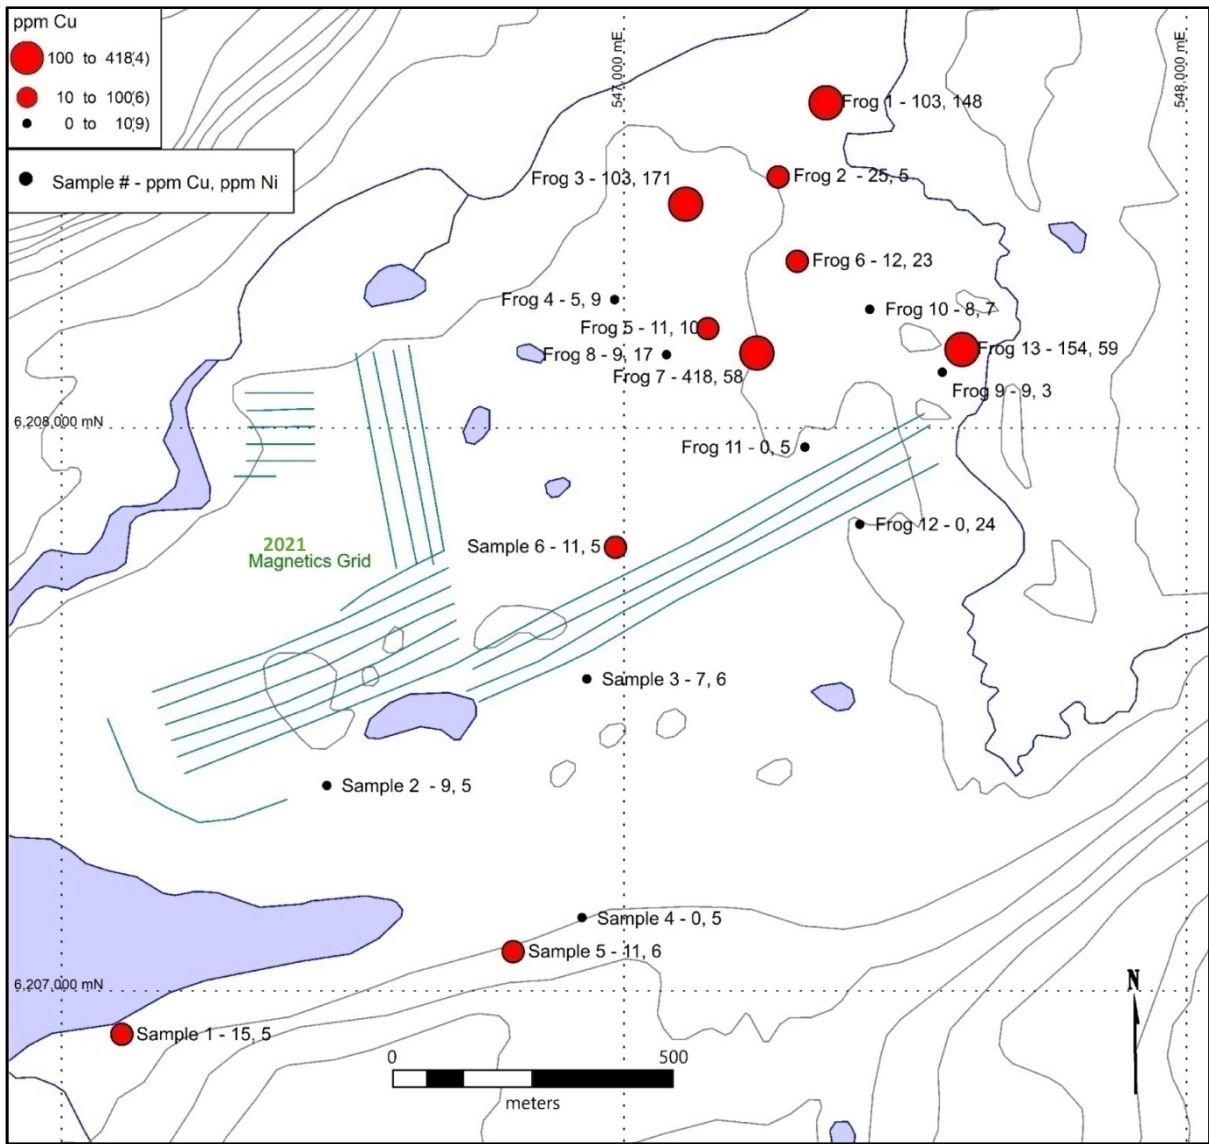 ppm Cu
100 to 418(4)
10 to 100(6)
0 to 10(9)
Sample # - ppm Cu, ppm Ni
547,000 mE
548,000 mE
Frog 1 - 103, 148
Frog 3 - 103, 171
Frog 2 - 25, 5
Frog 6 - 12, 23
Frog 4 - 5, 9
Frog 10 - 8, 7
Frog 5 - 11, 10
Frog 8 - 9, 17
Frog 13 - 154, 59
Frog 7 - 418, 58
Frog 9 - 9, 3
6,208,000 mN
Frog 11 - 0, 5
Frog 12 - 0, 24
2021
Magnetics Grid
Sample 6 - 11, 5
Sample 3 - 7, 6
Sample 2 - 9, 5
Sample 4 - 0, 5
Sample 5 - 11, 6
6,207,000 mN
Sample 1 - 15, 5
N
0 500
meters